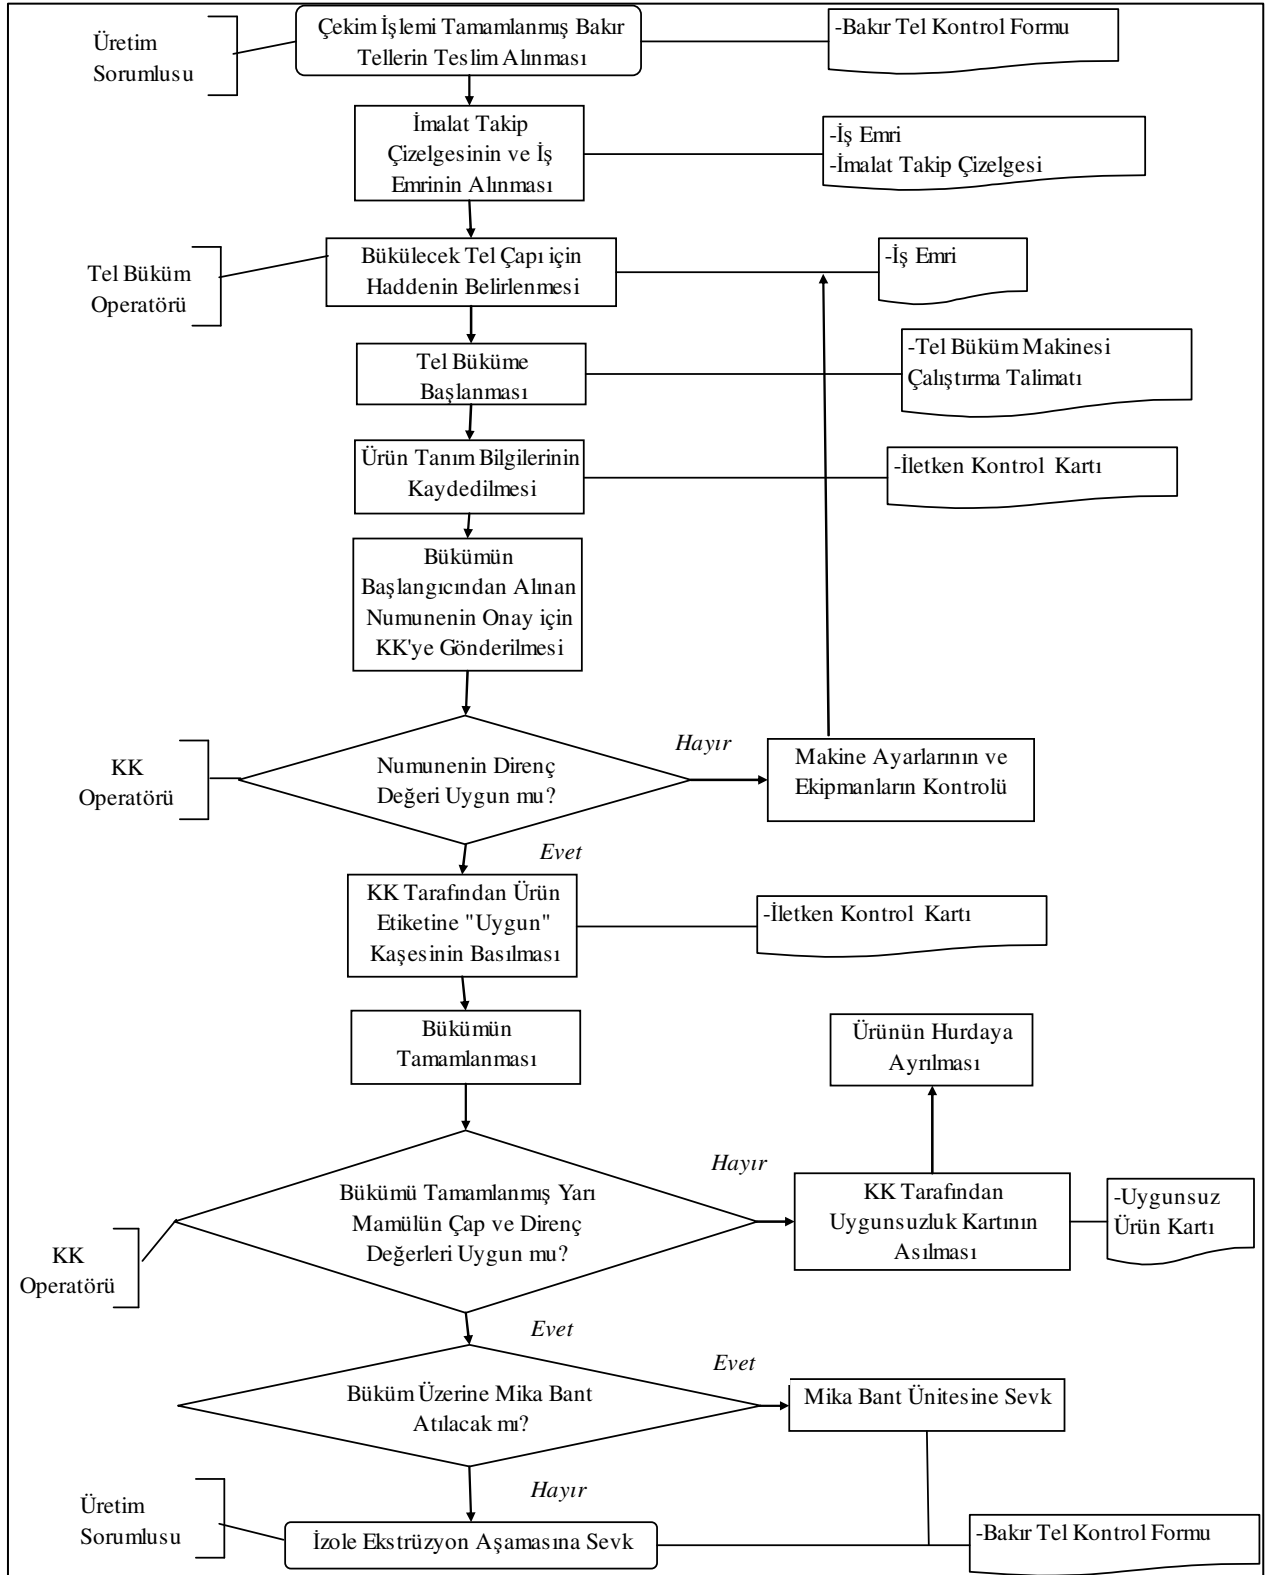 Üretim
Sorumlusu
Çekim İşlemi Tamamlanmış Bakır
Tellerin Teslim Alınması
-Bakır Tel Kontrol Formu
İmalat Takip
Çizelgesinin ve İş
Emrinin Alınması
-İş Emri
-İmalat Takip Çizelgesi
Tel Büküm
Operatörü
Bükülecek Tel Çapı için
Haddenin Belirlenmesi
-İş Emri
Tel Büküme
Başlanması
-Tel Büküm Makinesi
Çalıştırma Talimatı
Ürün Tanım Bilgilerinin
Kaydedilmesi
-İletken Kontrol Kartı
Bükümün
Başlangıcından Alınan
Numunenin Onay için
KK'ye Gönderilmesi
KK
Operatörü
Numunenin Direnç
Değeri Uygun mu?
Hayır
Makine Ayarlarının ve
Ekipmanların Kontrolü
Evet
KK Tarafından Ürün
Etiketine "Uygun"
Kaşesinin Basılması
-İletken Kontrol Kartı
Bükümün
Tamamlanması
Ürünün Hurdaya
Ayrılması
KK
Operatörü
Bükümü Tamamlanmış Yarı
Mamülün Çap ve Direnç
Değerleri Uygun mu?
Hayır
KK Tarafından
Uygunsuzluk Kartının
Asılması
-Uygunsuz
Ürün Kartı
Evet
Büküm Üzerine Mika Bant
Atılacak mı?
Evet
Mika Bant Ünitesine Sevk
Hayır
Üretim
Sorumlusu
İzole Ekstrüzyon Aşamasına Sevk
-Bakır Tel Kontrol Formu